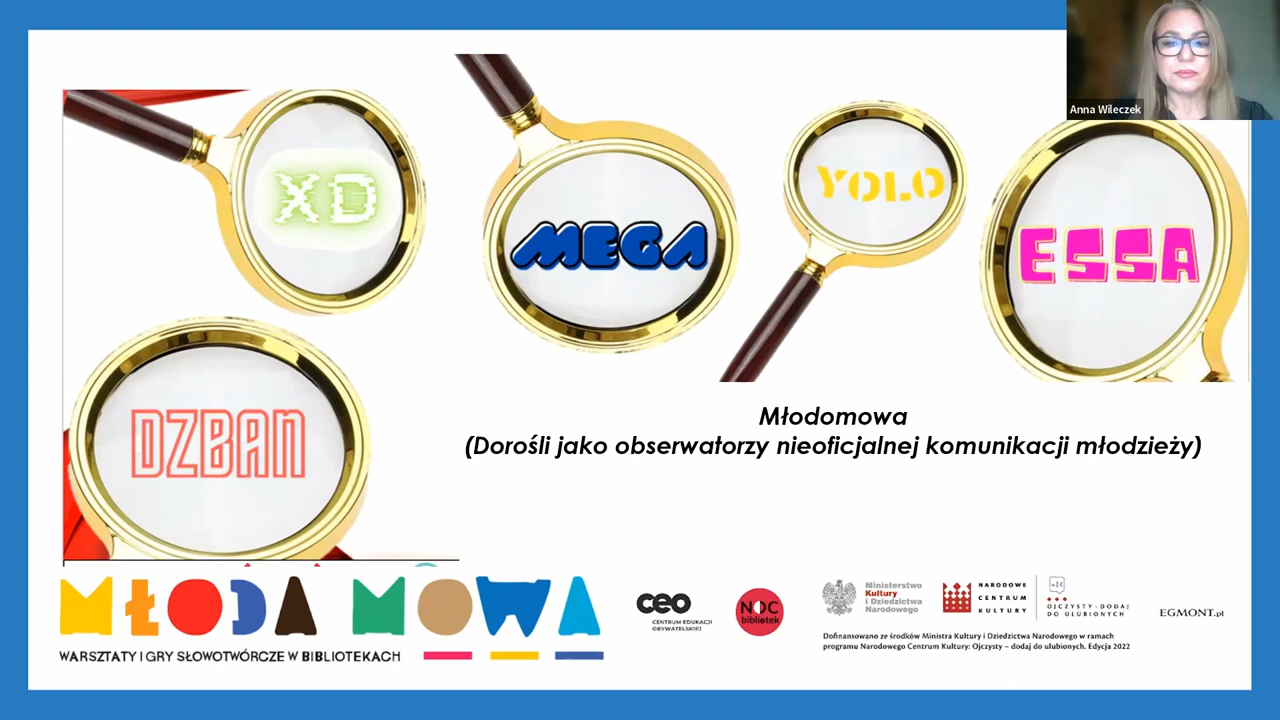 Anna Wileczek
XD
MEGA
YOLO
ESSA
DZBAN
Młodomowa
(Dorośli jako obserwatorzy nieoficjalnej komunikacji młodzieży)
MŁODA MOWA
WARSZTATY I GRY SŁOWOTWÓRCZE W BIBLIOTEKACH
ceo
CENTRUM EDUKACJI
OBYWATELSKIEJ
NOC
bibliotek
Ministerstwo
Kultury
i Dziedzictwa
Narodowego
NARODOWE
CENTRUM
KULTURY
OJCZYSTY–DODAJ
DO ULUBIONYCH
EGMONT.pl
Dofinansowano ze środków Ministra Kultury i Dziedzictwa Narodowego w ramach
programu Narodowego Centrum Kultury: Ojczysty – dodaj do ulubionych. Edycja 2022